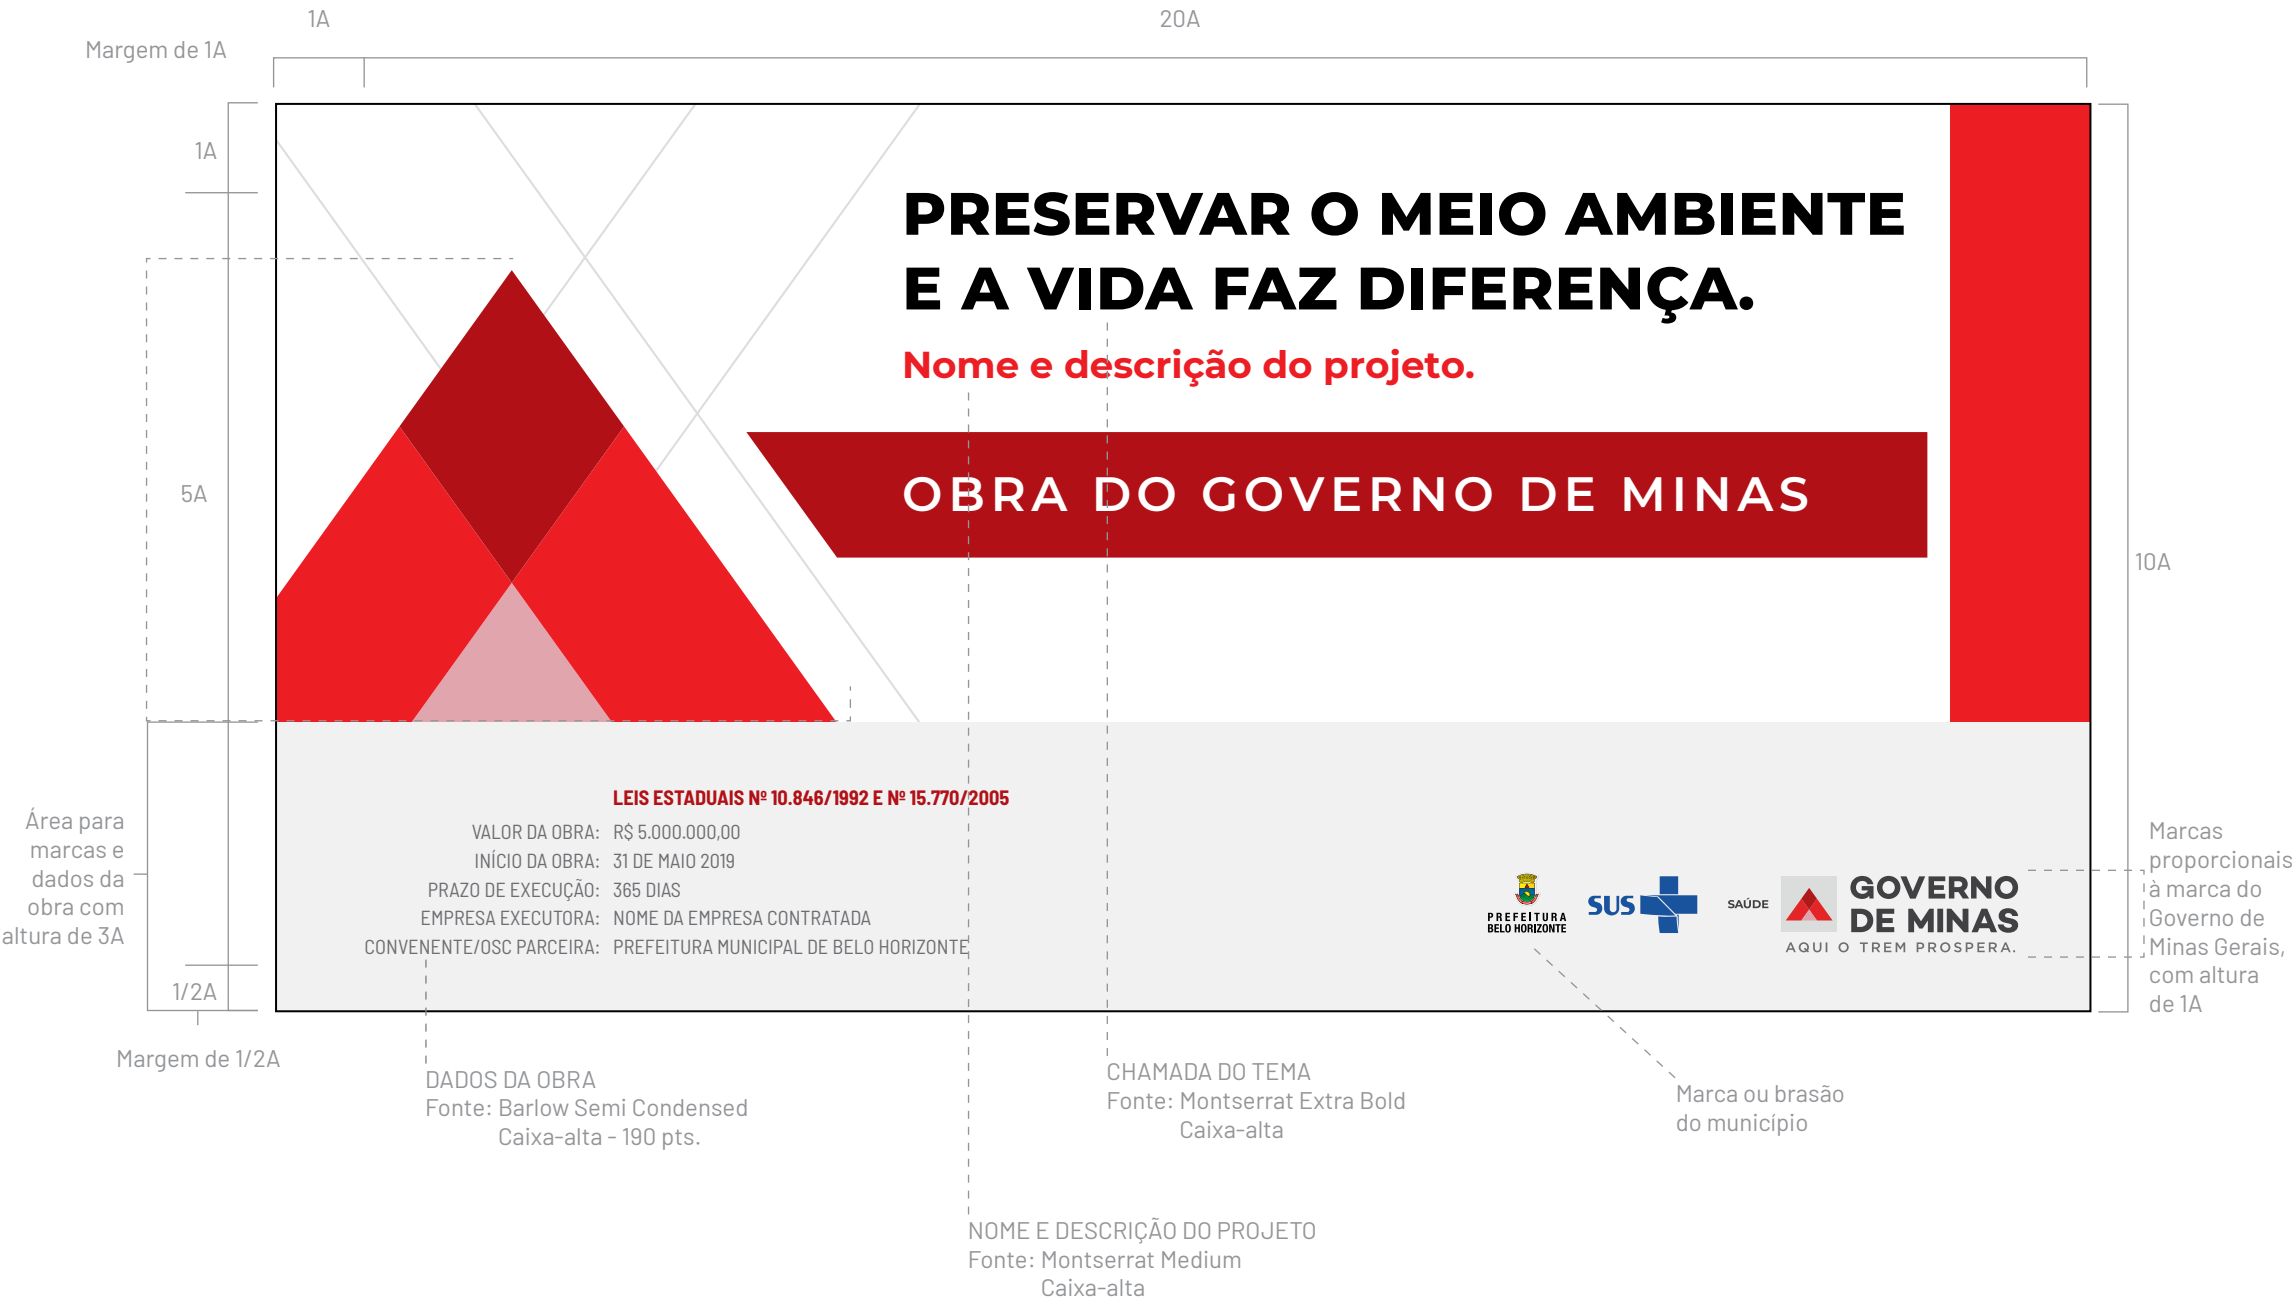 1A
20A
Margem de 1A
1A
PRESERVAR O MEIO AMBIENTE
E A VIDA FAZ DIFERENÇA.
Nome e descrição do projeto.
5A
OBRA DO GOVERNO DE MINAS
10A
LEIS ESTADUAIS Nº 10.846/1992 E Nº 15.770/2005
VALOR DA OBRA: R$ 5.000.000,00
INÍCIO DA OBRA: 31 DE MAIO 2019
PRAZO DE EXECUÇÃO: 365 DIAS
EMPRESA EXECUTORA: NOME DA EMPRESA CONTRATADA
CONVENENTE/OSC PARCEIRA: PREFEITURA MUNICIPAL DE BELO HORIZONTE
Área para
marcas e
dados da
obra com
altura de 3A
1/2A
Margem de 1/2A
PREFEITURA
BELO HORIZONTE
SUS
SAÚDE
GOVERNO
DE MINAS
AQUI O TREM PROSPERA.
Marcas
proporcionais
à marca do
Governo de
Minas Gerais,
com altura
de 1A
DADOS DA OBRA
Fonte: Barlow Semi Condensed
Caixa-alta - 190 pts.
CHAMADA DO TEMA
Fonte: Montserrat Extra Bold
Caixa-alta
Marca ou brasão
do município
NOME E DESCRIÇÃO DO PROJETO
Fonte: Montserrat Medium
Caixa-alta